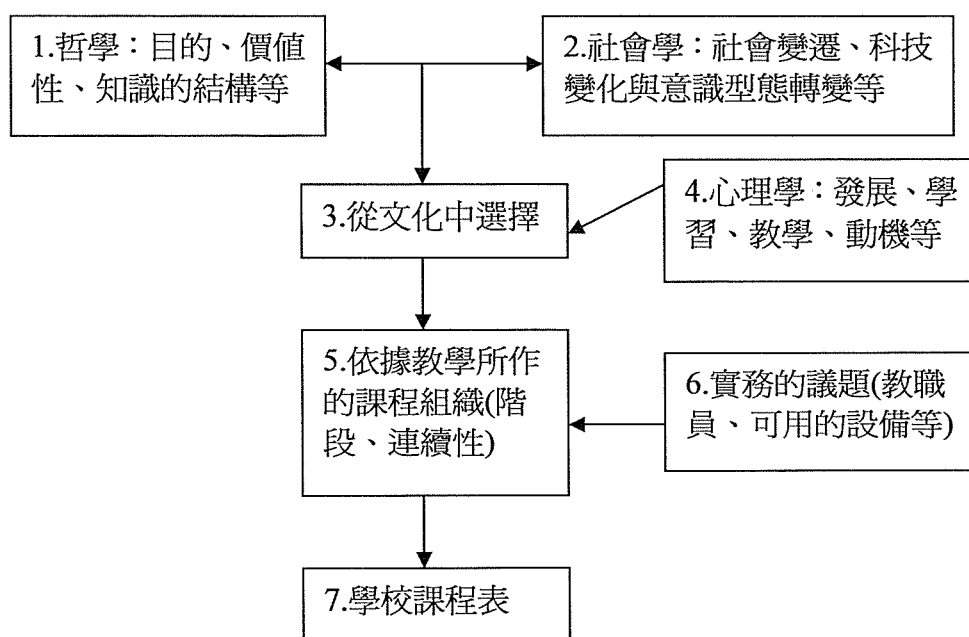 1.哲學：目的、價值
性、知識的結構等
2.社會學：社會變遷、科技
變化與意識型態轉變等
3.從文化中選擇
4.心理學：發展、學
習、教學、動機等
5.依據教學所作
的課程組織(階
段、連續性)
6.實務的議題(教職
員、可用的設備等)
7.學校課程表